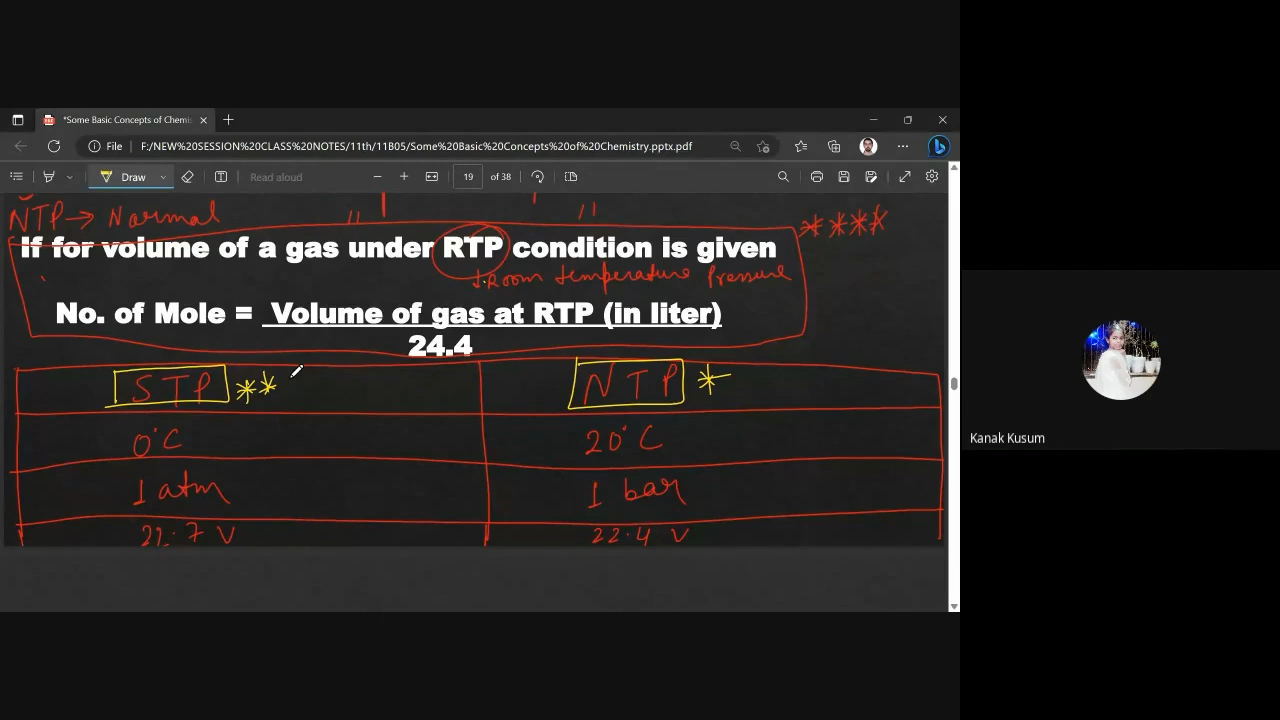 *Some Basic Concepts of Chemis
File F:/NEW%20SESSION%20CLASS%20NOTES/11th/11B05/Some%20Basic%20Concepts%20of%20Chemistry.pptx.pdf
Draw Read aloud 19 of 38
NTP → Normal " "
If for volume of a gas under RTP condition is given ****
Room temperature Pressure
No. of Mole = Volume of gas at RTP (in liter)
24.4
STP ** NTP *
0°C 20°C
1 atm 1 bar
22.7 V 22.4 V
Kanak Kusum